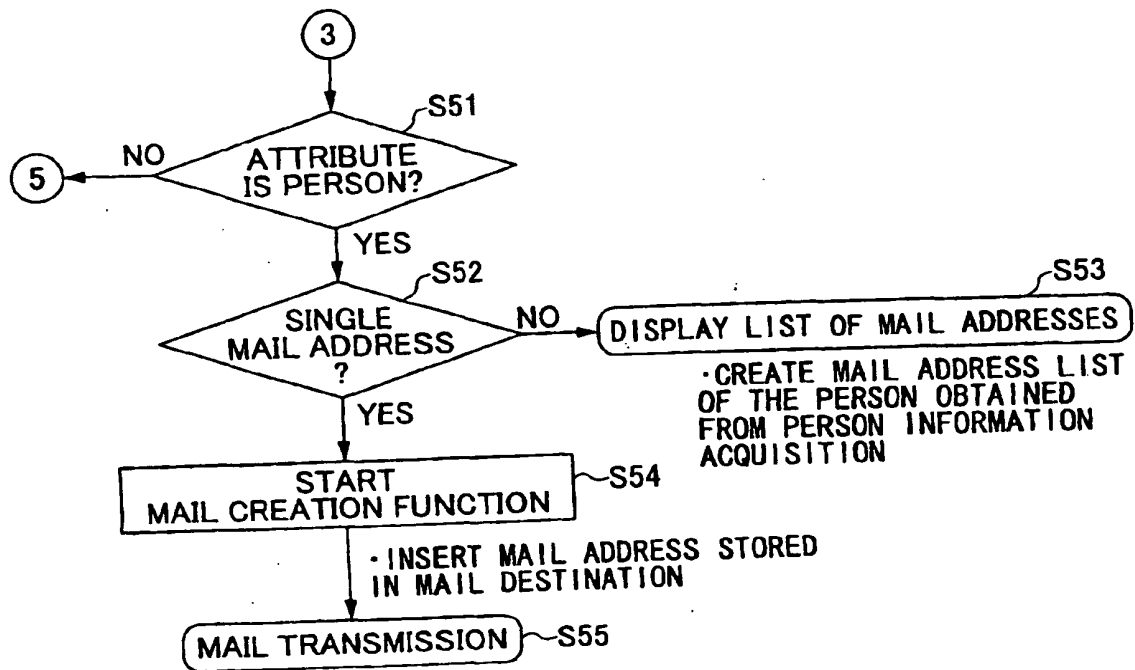 3
S51
ATTRIBUTE
IS PERSON?
NO
5
YES
S52
SINGLE
MAIL ADDRESS
?
NO
S53
DISPLAY LIST OF MAIL ADDRESSES
·CREATE MAIL ADDRESS LIST
OF THE PERSON OBTAINED
FROM PERSON INFORMATION
ACQUISITION
YES
START
MAIL CREATION FUNCTION
S54
·INSERT MAIL ADDRESS STORED
IN MAIL DESTINATION
MAIL TRANSMISSION
S55